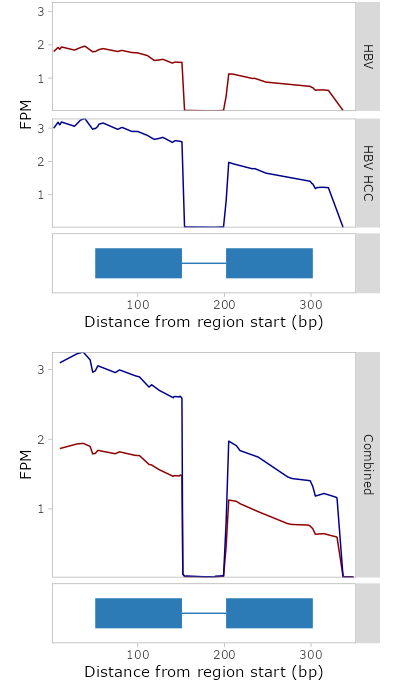 3
2
1
HBV
FPM
3
2
1
HBV HCC
100 200 300
Distance from region start (bp)
3
2
1
FPM
Combined
100 200 300
Distance from region start (bp)